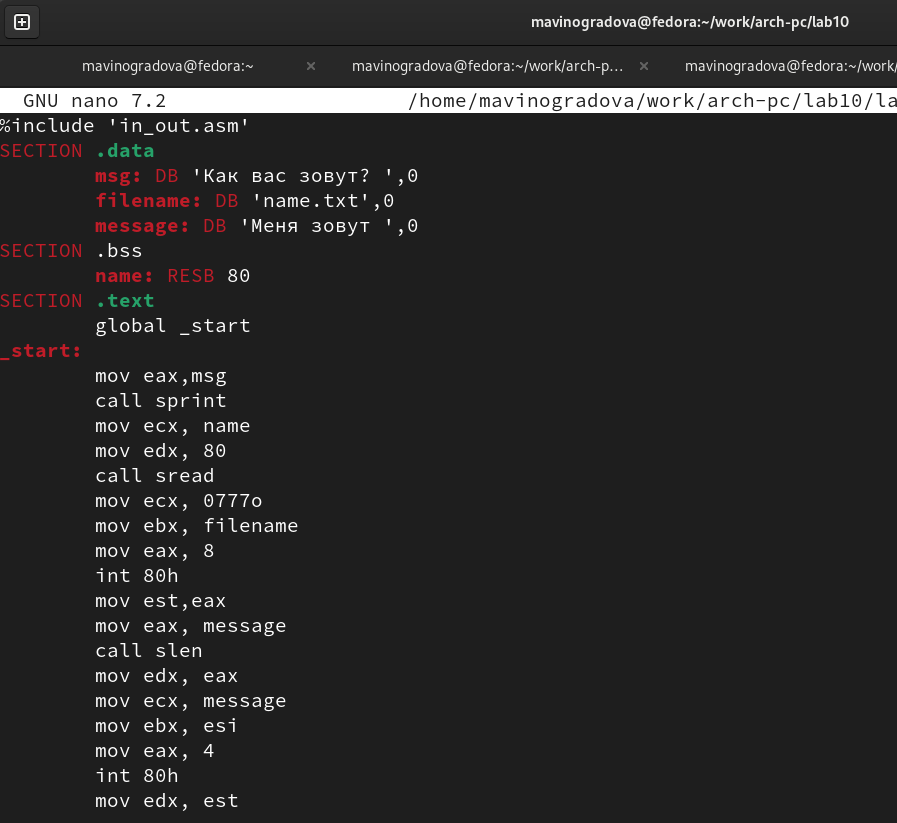 mavinogradova@fedora:~/work/arch-pc/lab10
mavinogradova@fedora:~ × mavinogradova@fedora:~/work/arch-p... × mavinogradova@fedora:~/work/
GNU nano 7.2 /home/mavinogradova/work/arch-pc/lab10/la
%include 'in_out.asm'
SECTION .data
msg: DB 'Как вас зовут? ',0
filename: DB 'name.txt',0
message: DB 'Меня зовут ',0
SECTION .bss
name: RESB 80
SECTION .text
global _start
_start:
mov eax,msg
call sprint
mov ecx, name
mov edx, 80
call sread
mov ecx, 0777o
mov ebx, filename
mov eax, 8
int 80h
mov est,eax
mov eax, message
call slen
mov edx, eax
mov ecx, message
mov ebx, esi
mov eax, 4
int 80h
mov edx, est